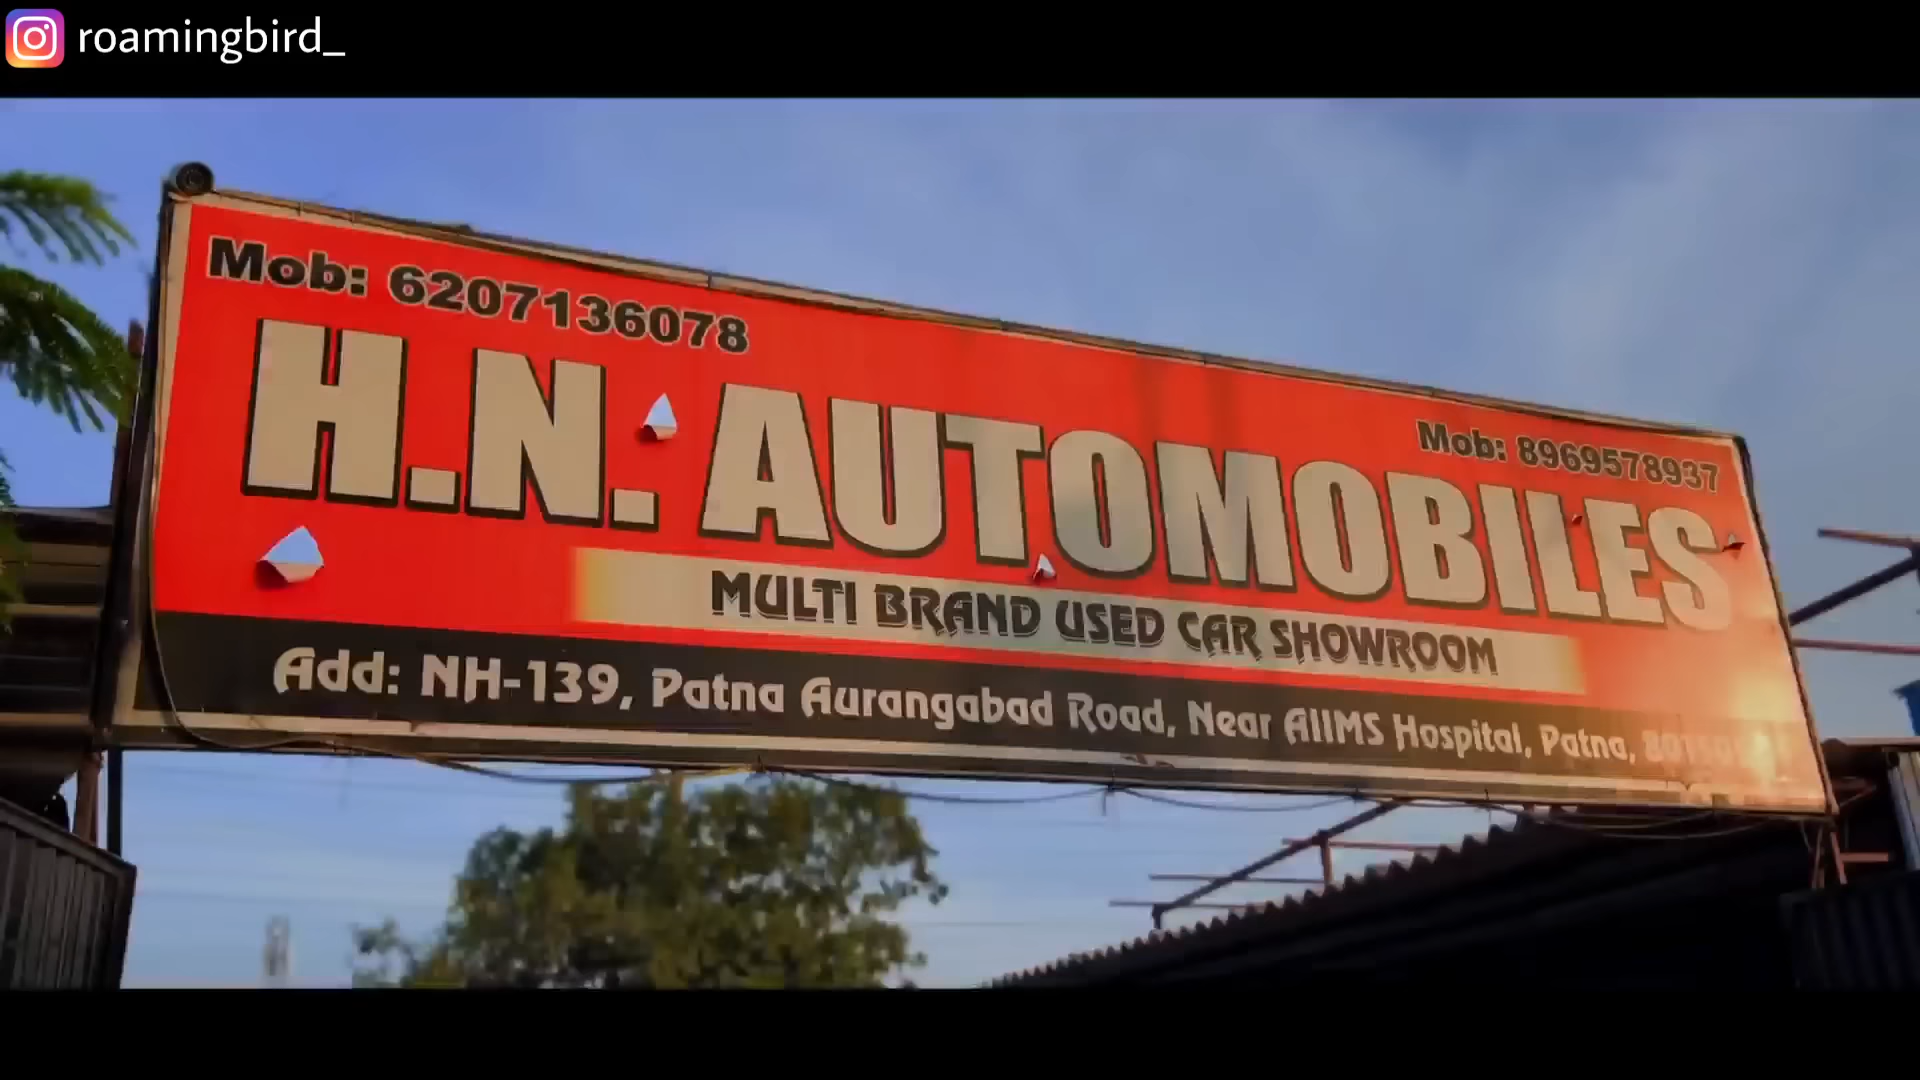 roamingbird_
Mob: 6207136078
Mob: 8969578937
H.N. AUTOMOBILES
MULTI BRAND USED CAR SHOWROOM
Add: NH-139, Patna Aurangabad Road, Near AIIMS Hospital, Patna,